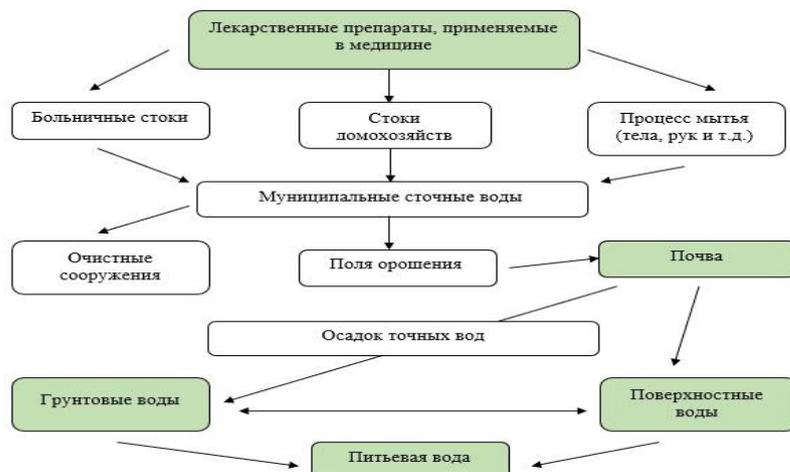 Лекарственные препараты, применяемые
в медицине
Больничные стоки
Стоки
домохозяйств
Процесс мытья
(тела, рук и т.д.)
Муниципальные сточные воды
Очистные
сооружения
Поля орошения
Почва
Осадок точных вод
Грунтовые воды
Поверхностные
воды
Питьевая вода